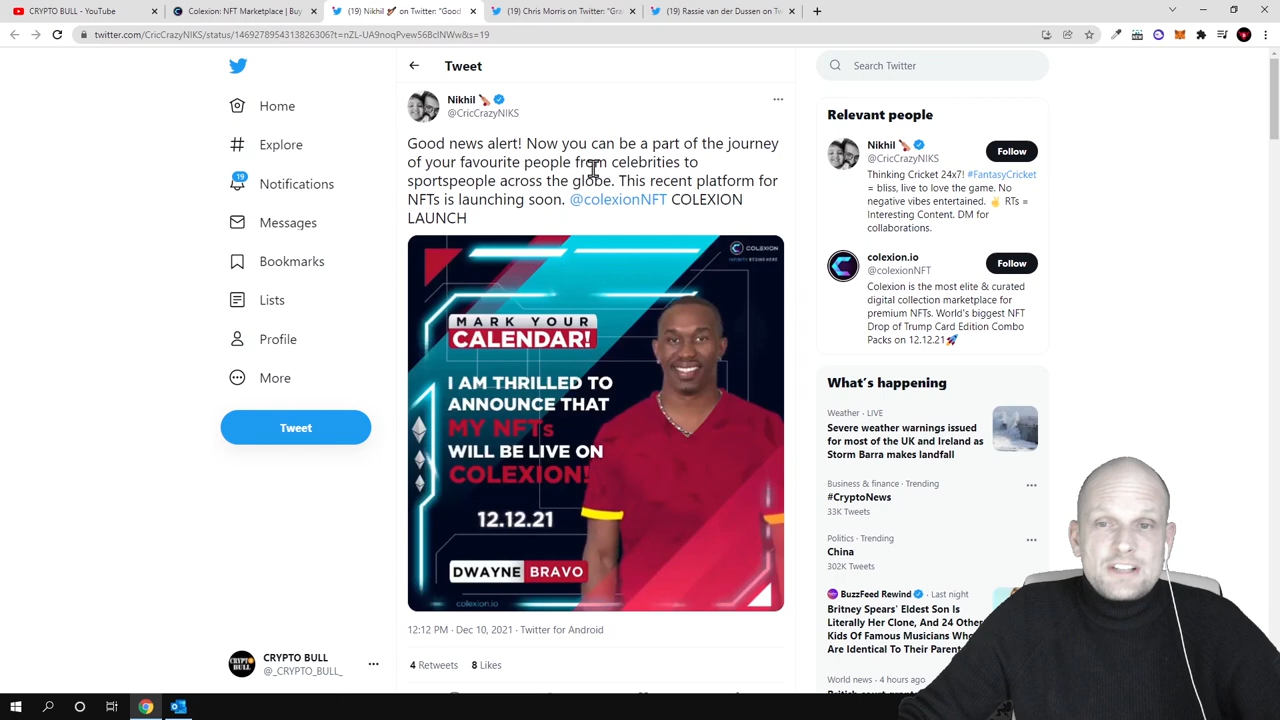 CRYPTO BULL - YouTube
Colexion: NFT Marketplace | Buy
(19) Nikhil on Twitter: "Good
(19) Chris Morris on Twitter: "Gra
(19) Rassie van der Dussen on Tw
twitter.com/CricCrazyNIKS/status/1469278954313826306?t=nZL-UA9noqPvew56BclNWw&s=19
Home
Explore
19
Notifications
Messages
Bookmarks
Lists
Profile
More
Tweet
CRYPTO BULL
@_CRYPTO_BULL_
Tweet
Nikhil
@CricCrazyNIKS
Good news alert! Now you can be a part of the journey
of your favourite people from celebrities to
sportspeople across the globe. This recent platform for
NFTs is launching soon. @colexionNFT COLEXION
LAUNCH
COLEXION
INFINITY BEGINS HERE
MARK YOUR
CALENDAR!
I AM THRILLED TO
ANNOUNCE THAT
MY NFTs
WILL BE LIVE ON
COLEXION!
12.12.21
DWAYNE BRAVO
colexion.io
12:12 PM · Dec 10, 2021 · Twitter for Android
4 Retweets 8 Likes
Search Twitter
Relevant people
Nikhil
@CricCrazyNIKS
Follow
Thinking Cricket 24x7! #FantasyCricket
= bliss, live to love the game. No
negative vibes entertained. RTs =
Interesting Content. DM for
collaborations.
colexion.io
@colexionNFT
Follow
Colexion is the most elite & curated
digital collection marketplace for
premium NFTs. World's biggest NFT
Drop of Trump Card Edition Combo
Packs on 12.12.21
What's happening
Weather · LIVE
Severe weather warnings issued
for most of the UK and Ireland as
Storm Barra makes landfall
Business & finance · Trending
#CryptoNews
33K Tweets
Politics · Trending
China
302K Tweets
BuzzFeed Rewind · Last night
Britney Spears' Eldest Son Is
Literally Her Clone, And 24 Other
Kids Of Famous Musicians Who
Are Identical To Their Parent
World news · 4 hours ago